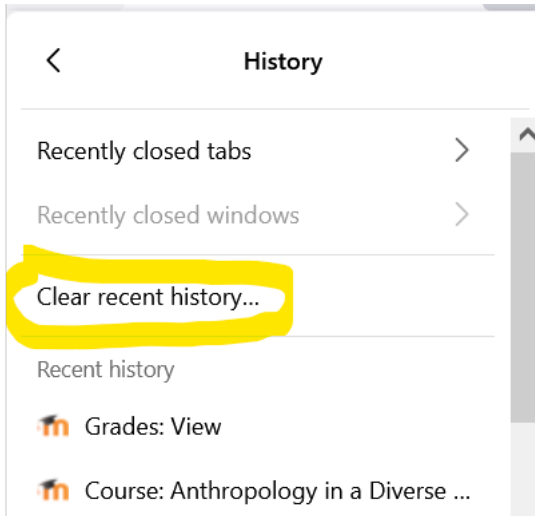 History
Recently closed tabs
Recently closed windows
Clear recent history...
Recent history
Grades: View
Course: Anthropology in a Diverse ...